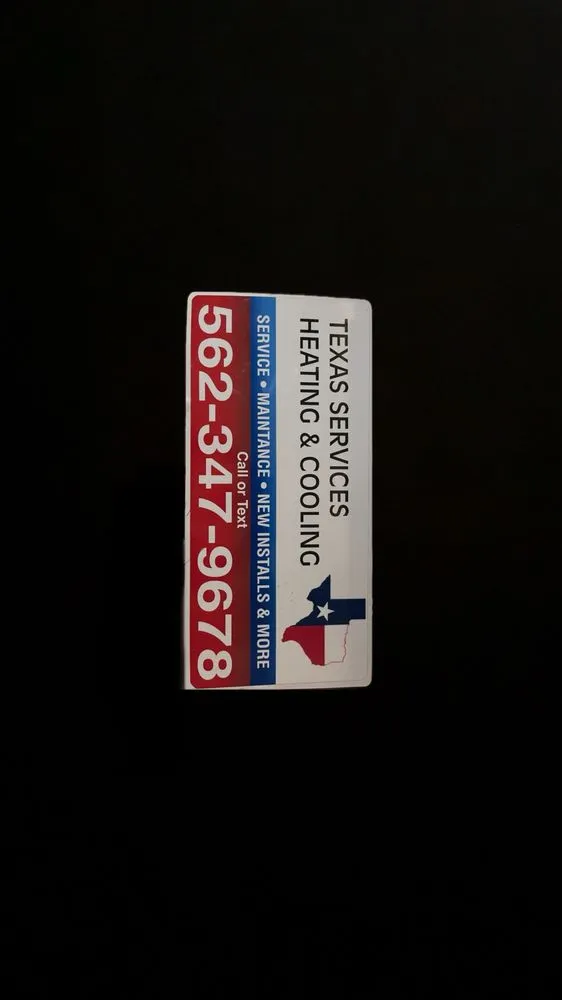 TEXAS SERVICES
HEATING & COOLING
SERVICE • MAINTANCE • NEW INSTALLS & MORE
Call or Text
562-347-9678